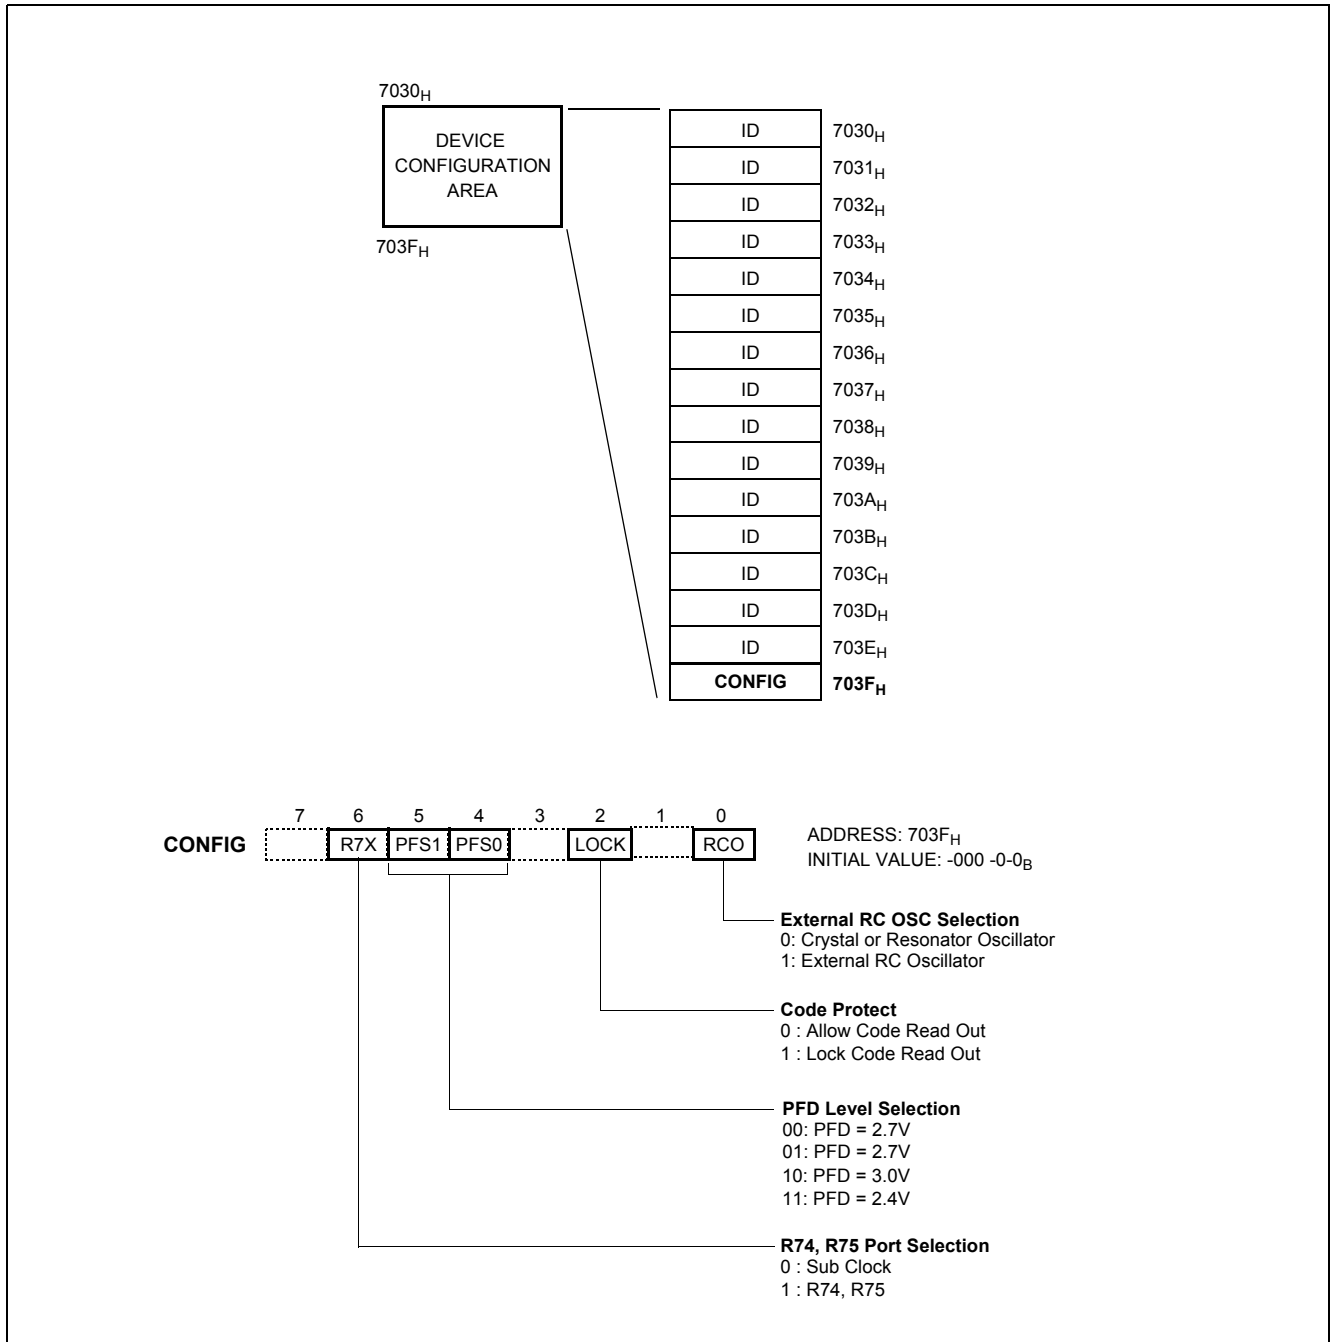 7030H
DEVICE
CONFIGURATION
AREA
703FH
ID 7030H
ID 7031H
ID 7032H
ID 7033H
ID 7034H
ID 7035H
ID 7036H
ID 7037H
ID 7038H
ID 7039H
ID 703AH
ID 703BH
ID 703CH
ID 703DH
ID 703EH
CONFIG 703FH
7 6 5 4 3 2 1 0
CONFIG R7X PFS1 PFS0 LOCK RCO
ADDRESS: 703FH
INITIAL VALUE: -000 -0-0B
External RC OSC Selection
0: Crystal or Resonator Oscillator
1: External RC Oscillator
Code Protect
0 : Allow Code Read Out
1 : Lock Code Read Out
PFD Level Selection
00: PFD = 2.7V
01: PFD = 2.7V
10: PFD = 3.0V
11: PFD = 2.4V
R74, R75 Port Selection
0 : Sub Clock
1 : R74, R75